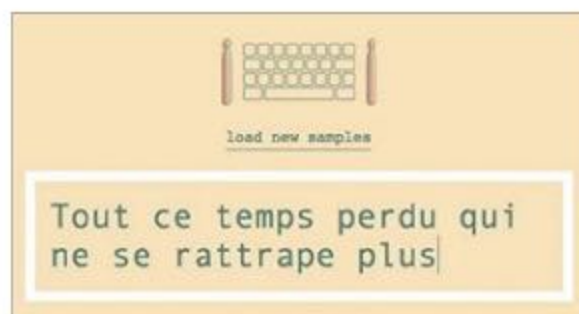 load new samples
Tout ce temps perdu qui
ne se rattrape plus